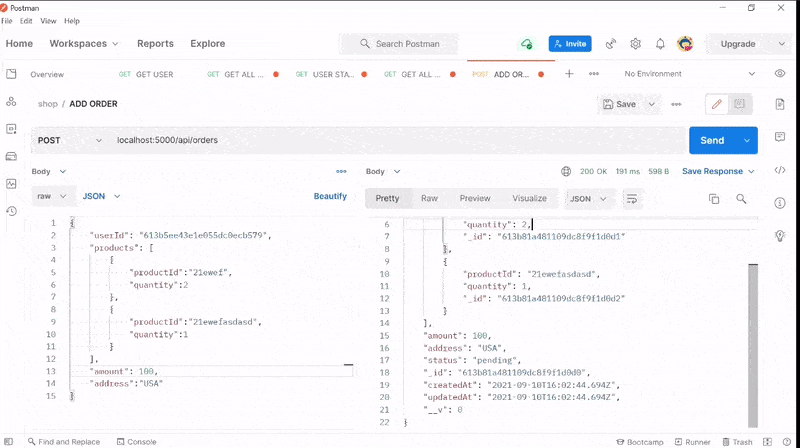 Postman
File Edit View Help
Home Workspaces Reports Explore Search Postman Invite Upgrade
Overview GET GET USER GET GET ALL ... GET USER STA... GET GET ALL ... POST ADD OR... No Environment
shop / ADD ORDER Save
POST localhost:5000/api/orders Send
Body Body 200 OK 191 ms 598 B Save Response
raw JSON Beautify Pretty Raw Preview Visualize JSON
1 {
2 "userId": "613b5ee43e1e055dc0ecb579",
3 "products": [
4 {
5 "productId":"21ewef",
6 "quantity":2
7 },
8 {
9 "productId":"21ewefasdasd",
10 "quantity":1
11 }
12 ],
13 "amount": 100,
14 "address":"USA"
15 }
6 "quantity": 2,
7 "_id": "613b81a481109dc8f9f1d0d1"
8 },
9 {
10 "productId": "21ewefasdasd",
11 "quantity": 1,
12 "_id": "613b81a481109dc8f9f1d0d2"
13 }
14 ],
15 "amount": 100,
16 "address": "USA",
17 "status": "pending",
18 "_id": "613b81a481109dc8f9f1d0d0",
19 "createdAt": "2021-09-10T16:02:44.694Z",
20 "updatedAt": "2021-09-10T16:02:44.694Z",
21 "__v": 0
22 }
Find and Replace Console Bootcamp Runner Trash